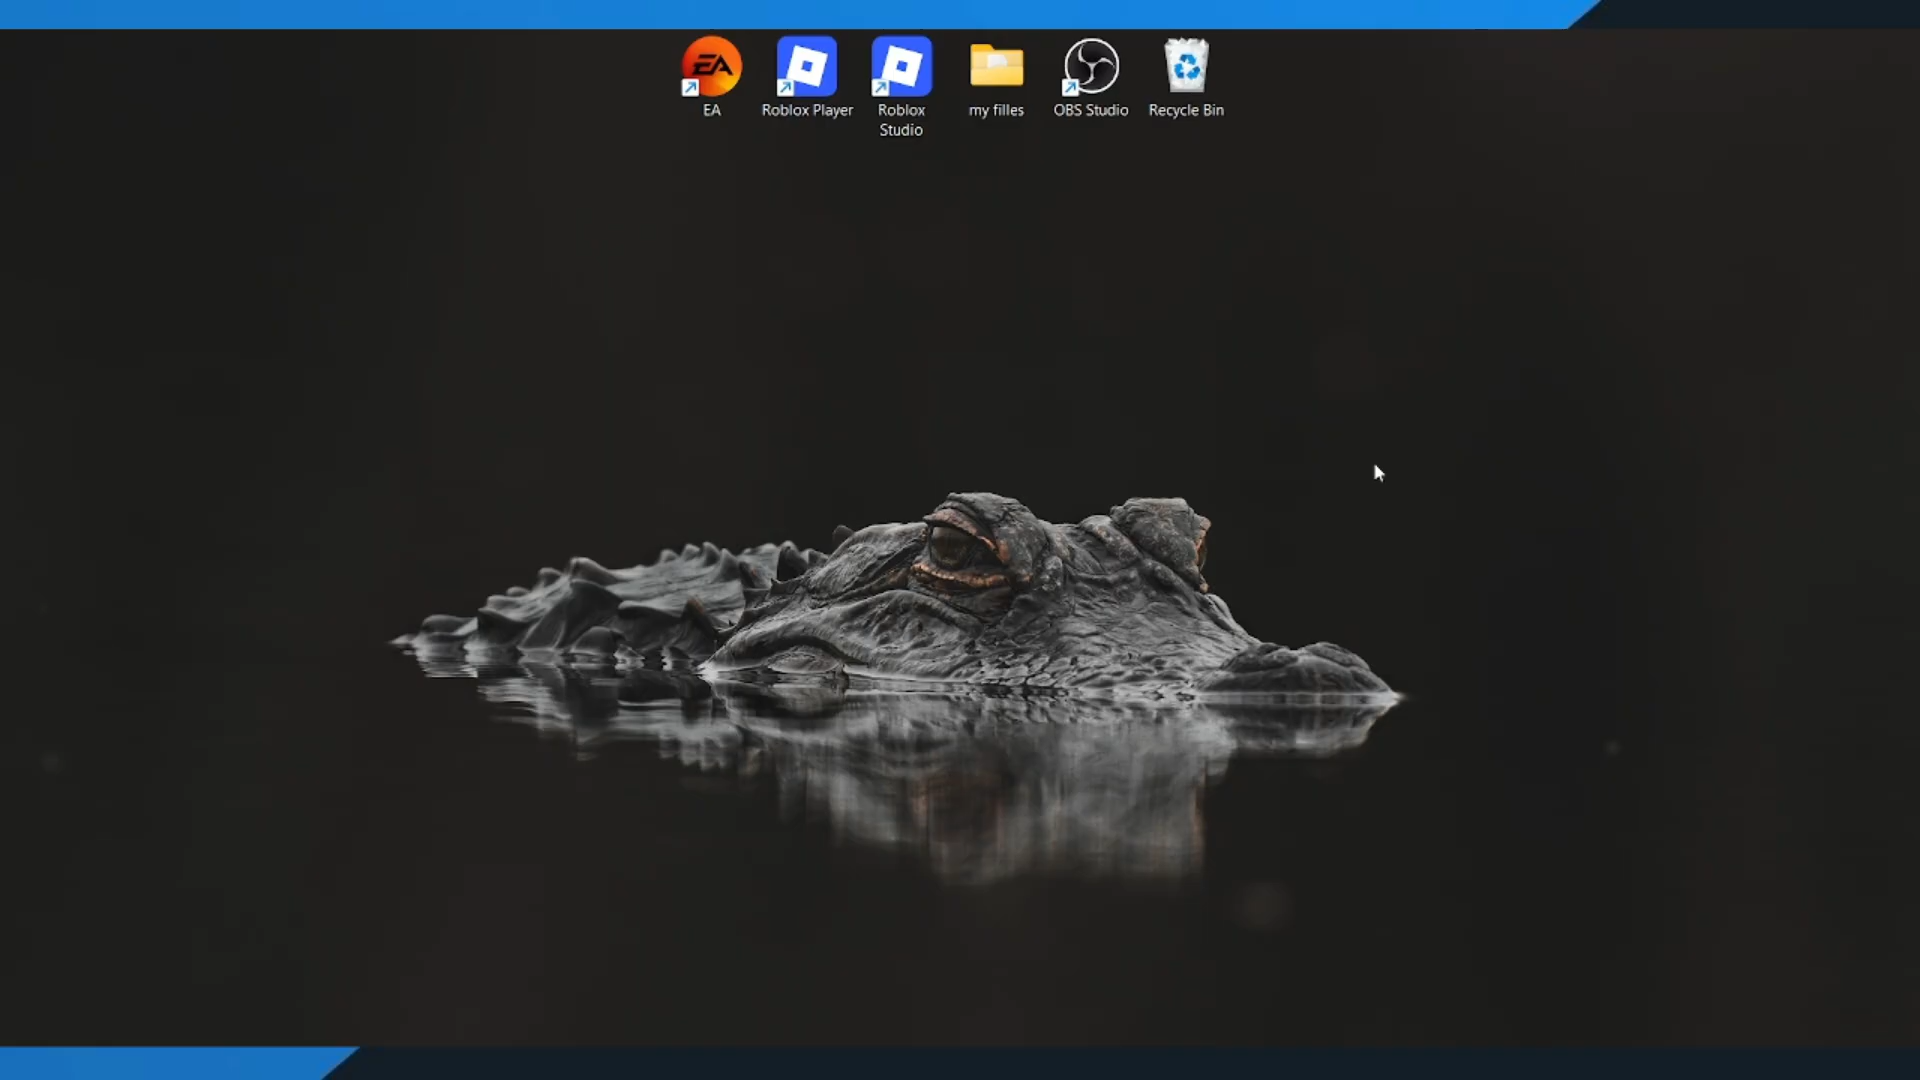 EA
EA
Roblox Player
Roblox
Studio
my filles
OBS Studio
Recycle Bin